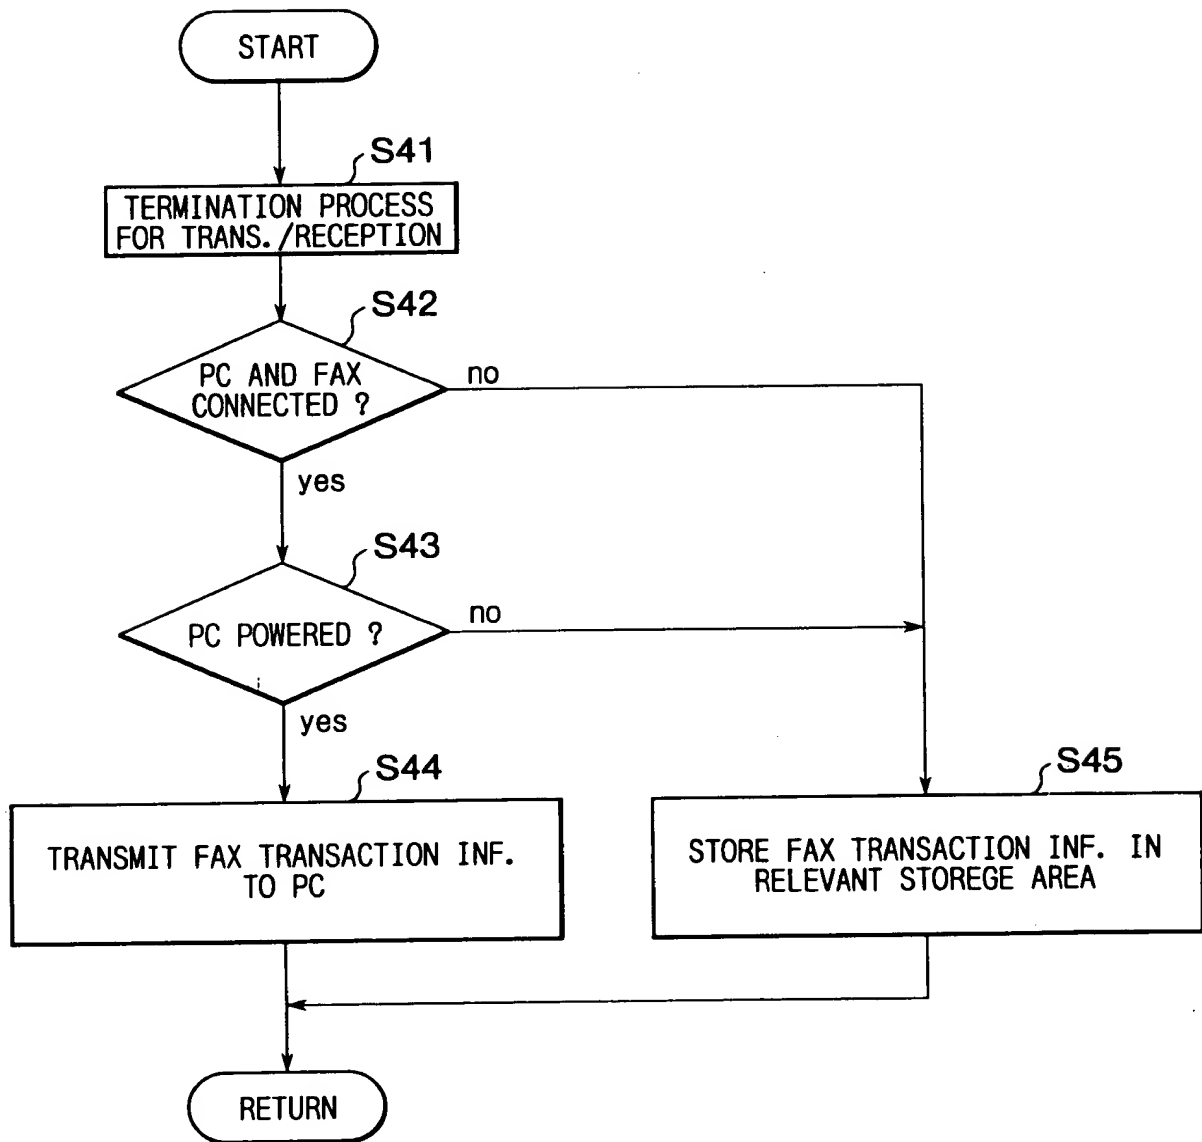 START
S41
TERMINATION PROCESS
FOR TRANS./RECEPTION
S42
PC AND FAX
CONNECTED ?
no
yes
S43
PC POWERED ?
no
yes
S44
TRANSMIT FAX TRANSACTION INF.
TO PC
S45
STORE FAX TRANSACTION INF. IN
RELEVANT STOREGE AREA
RETURN